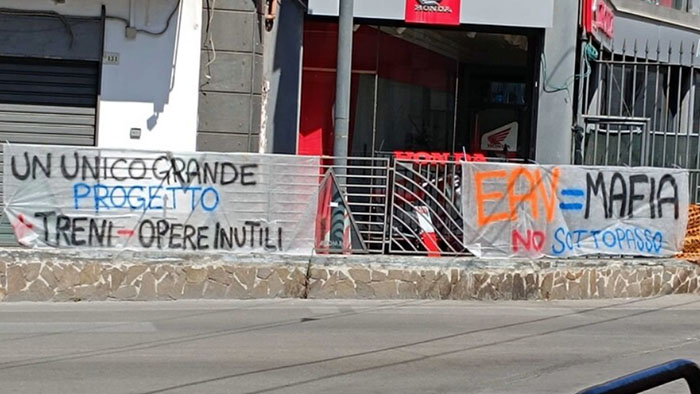 HONDA
UN UNICO GRANDE
PROGETTO
+ TRENI - OPERE INUTILI
HONDA
EAV = MAFIA
NO SOTTOPASSO